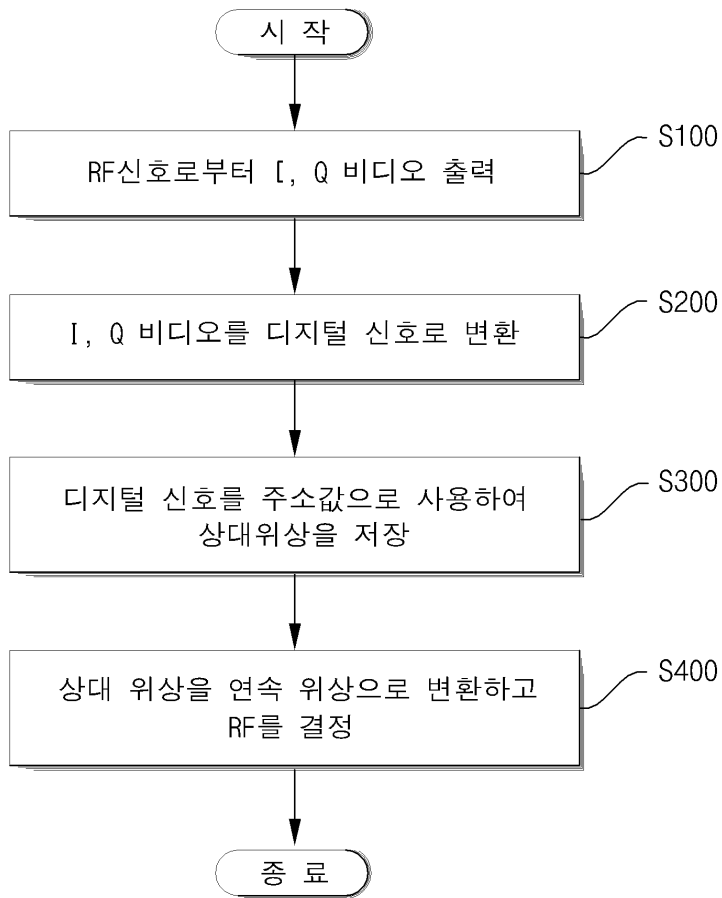 시 작
RF신호로부터 [, Q 비디오 출력
S100
I, Q 비디오를 디지털 신호로 변환
S200
디지털 신호를 주소값으로 사용하여
상대위상을 저장
S300
상대 위상을 연속 위상으로 변환하고
RF를 결정
S400
종 료